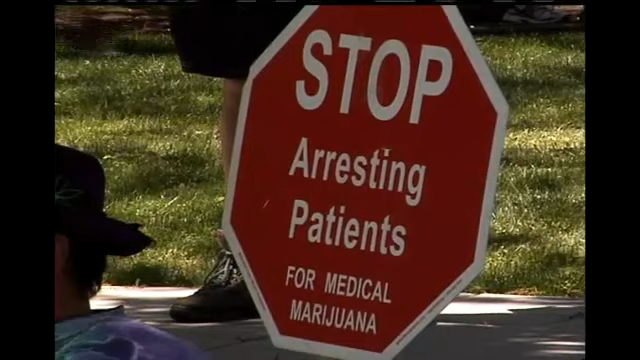 STOP
Arresting
Patients
FOR MEDICAL
MARIJUANA